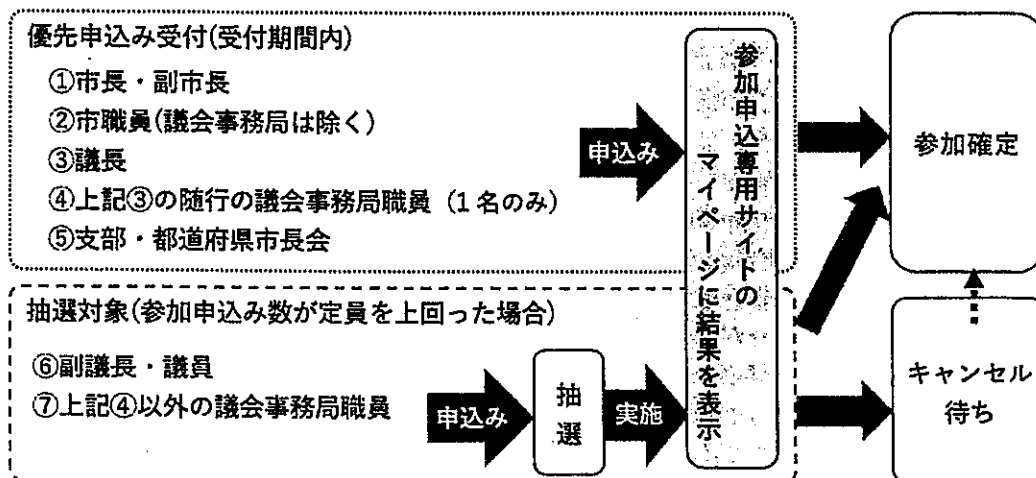 優先申込み受付(受付期間内)
①市長・副市長
②市職員(議会事務局は除く)
③議長
④上記③の随行の議会事務局職員（1名のみ）
⑤支部・都道府県市長会
申込み
抽選対象(参加申込み数が定員を上回った場合)
⑥副議長・議員
⑦上記④以外の議会事務局職員
申込み
抽選
実施
参加申込専用サイトの
マイページに結果を表示
参加確定
キャンセル
待ち